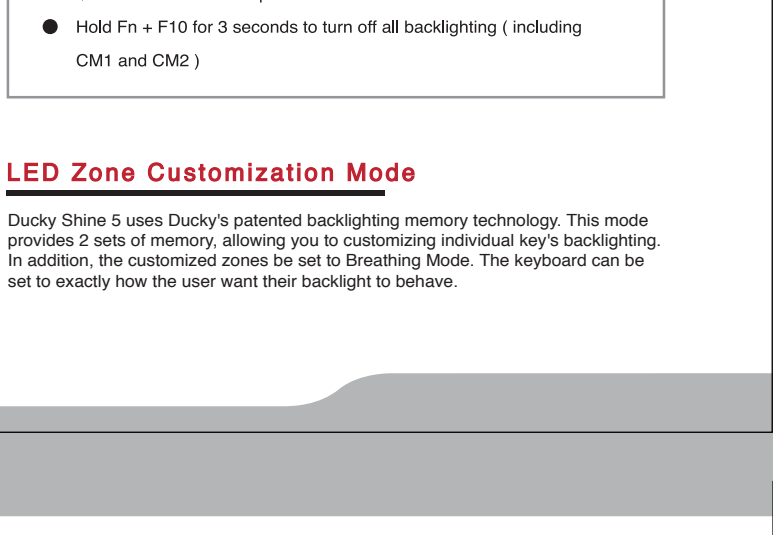 ● Hold Fn + F10 for 3 seconds to turn off all backlighting ( including
CM1 and CM2 )
LED Zone Customization Mode
Ducky Shine 5 uses Ducky's patented backlighting memory technology. This mode
provides 2 sets of memory, allowing you to customizing individual key's backlighting.
In addition, the customized zones be set to Breathing Mode. The keyboard can be
set to exactly how the user want their backlight to behave.